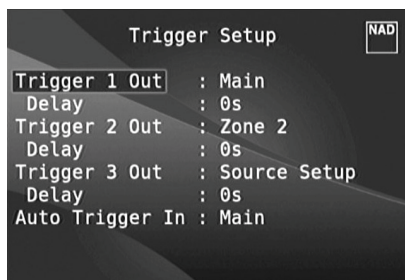 Trigger Setup
NAD
Trigger 1 Out : Main
Delay : 0s
Trigger 2 Out : Zone 2
Delay : 0s
Trigger 3 Out : Source Setup
Delay : 0s
Auto Trigger In : Main